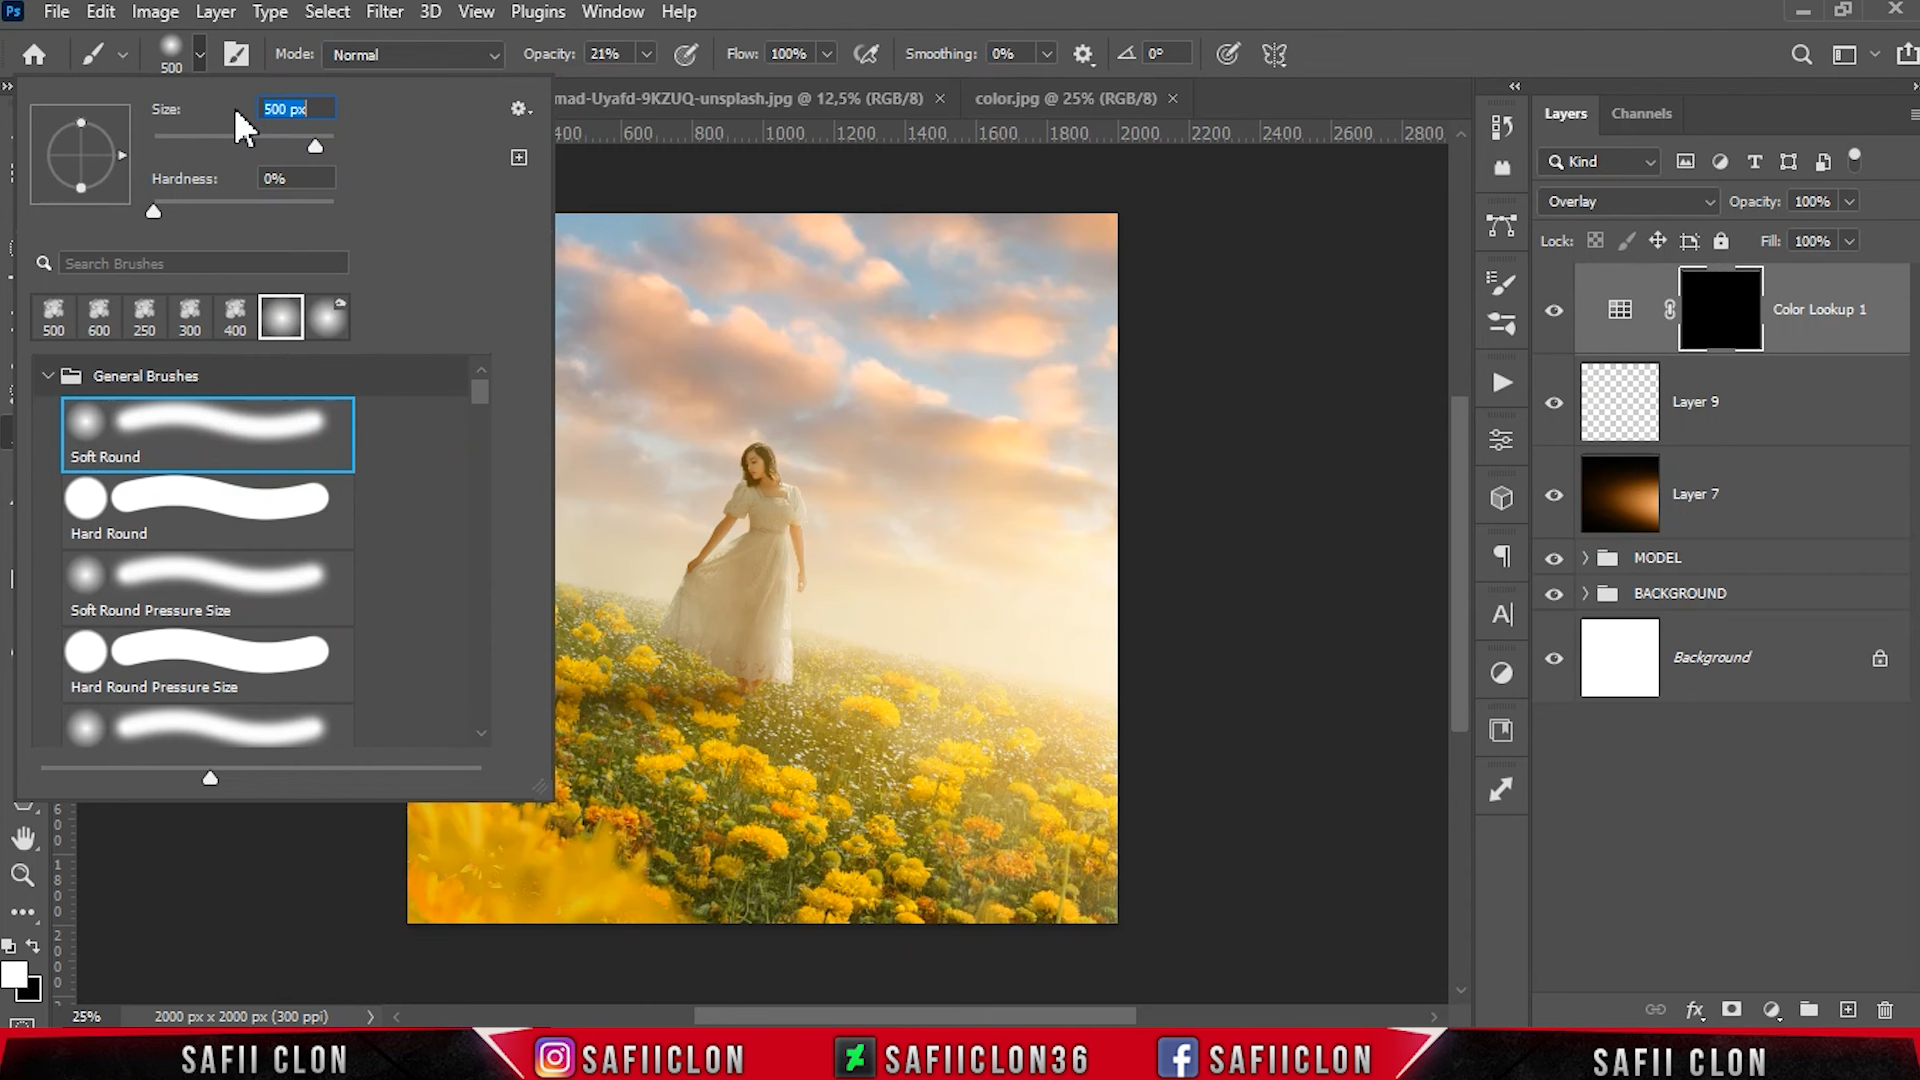 Ps File Edit Image Layer Type Select Filter 3D View Plugins Window Help
500 Mode: Normal Opacity: 21% Flow: 100% Smoothing: 0% 0°
mad-Uyafd-9KZUQ-unsplash.jpg @ 12,5% (RGB/8) × color.jpg @ 25% (RGB/8) ×
400 600 800 1000 1200 1400 1600 1800 2000 2200 2400 2600 2800
Size: 500 px
Hardness: 0%
Search Brushes
500 600 250 300 400
General Brushes
Soft Round
Hard Round
Soft Round Pressure Size
Hard Round Pressure Size
Layers Channels
Kind
Overlay Opacity: 100%
Lock: Fill: 100%
Color Lookup 1
Layer 9
Layer 7
MODEL
BACKGROUND
Background
25% 2000 px x 2000 px (300 ppi)
SAFII CLON SAFIICLON SAFIICLON36 SAFIICLON SAFII CLON